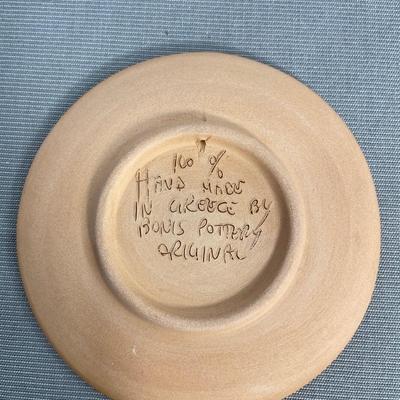 100 %
HAND MADE
IN GREECE BY
BONIS POTTERY
ORIGINAL